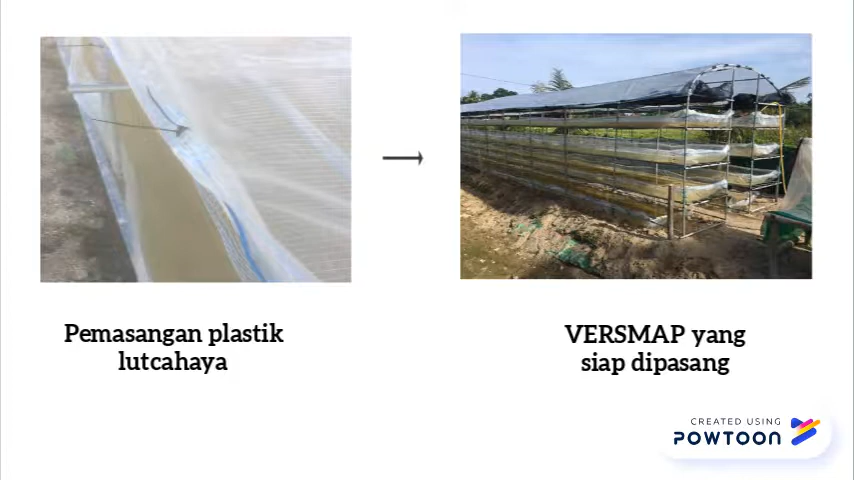 Pemasangan plastik
lutcahaya
VERSMAP yang
siap dipasang
CREATED USING
POWTOON